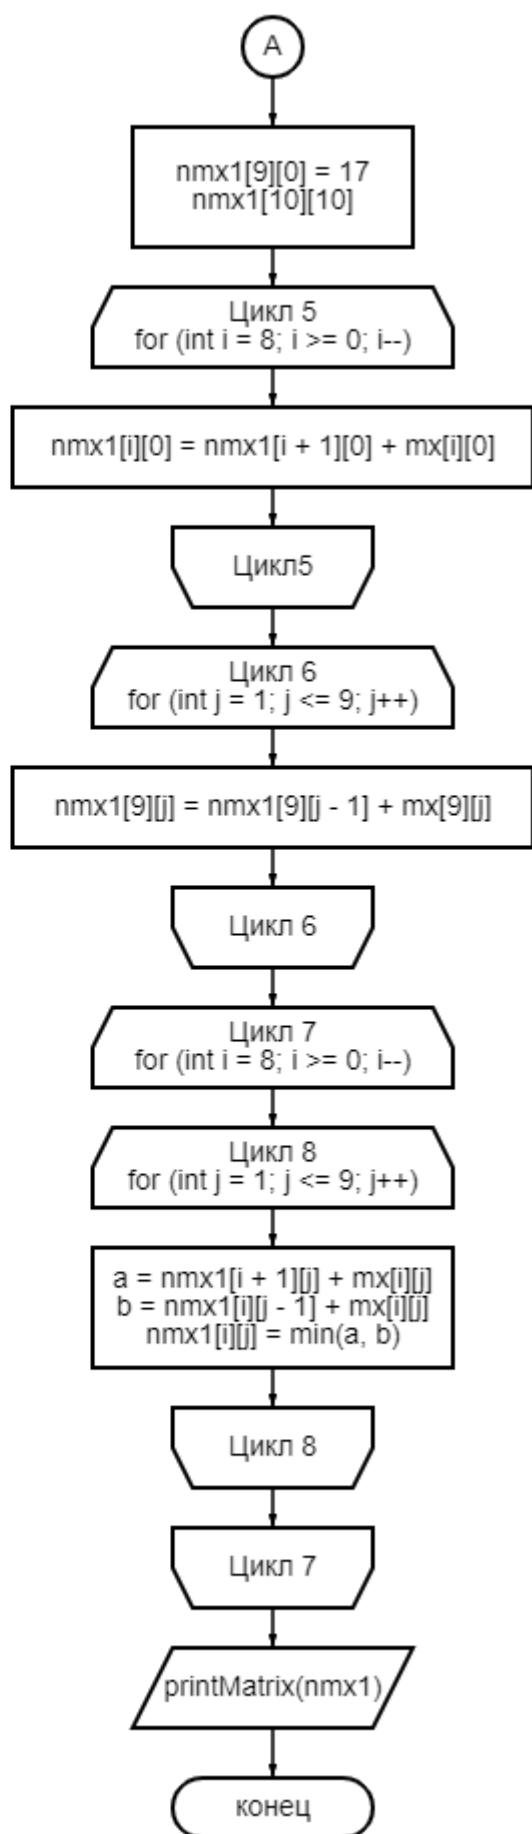 A
nmx1[9][0] = 17
nmx1[10][10]
Цикл 5
for (int i = 8; i >= 0; i--)
nmx1[i][0] = nmx1[i + 1][0] + mx[i][0]
Цикл5
Цикл 6
for (int j = 1; j <= 9; j++)
nmx1[9][j] = nmx1[9][j - 1] + mx[9][j]
Цикл 6
Цикл 7
for (int i = 8; i >= 0; i--)
Цикл 8
for (int j = 1; j <= 9; j++)
a = nmx1[i + 1][j] + mx[i][j]
b = nmx1[i][j - 1] + mx[i][j]
nmx1[i][j] = min(a, b)
Цикл 8
Цикл 7
printMatrix(nmx1)
конец